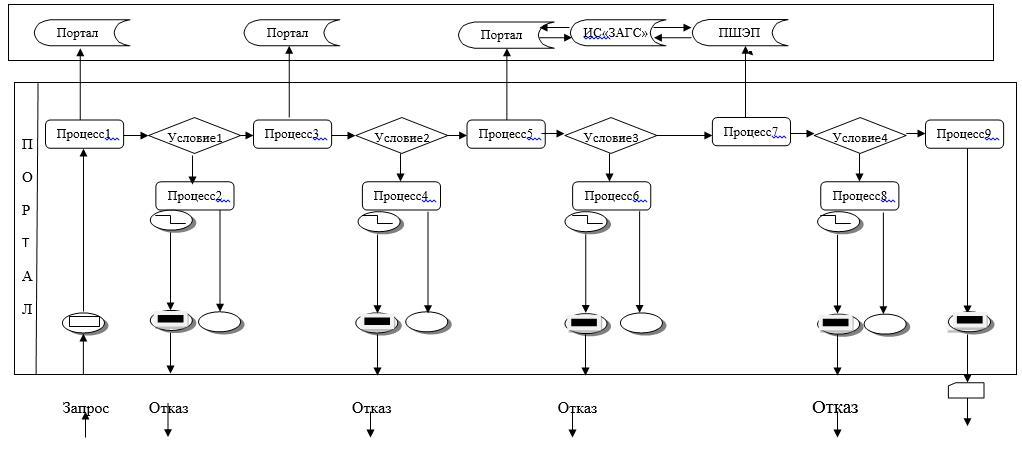 Портал Портал Портал ИС«ЗАГС» ПШЭП
ПОРТАЛ
Процесс1 Условие1 Процесс3 Условие2 Процесс5 Условие3 Процесс7 Условие4 Процесс9
Процесс2 Процесс4 Процесс6 Процесс8
Запрос Отказ Отказ Отказ Отказ